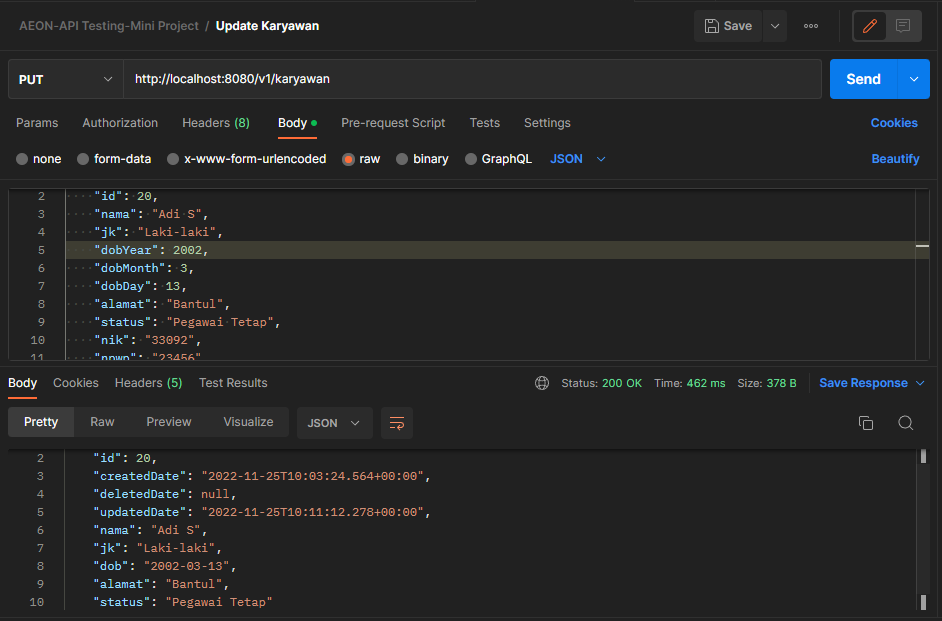 AEON-API Testing-Mini Project / Update Karyawan
Save
PUT
http://localhost:8080/v1/karyawan
Send
Params
Authorization
Headers (8)
Body
Pre-request Script
Tests
Settings
Cookies
none
form-data
x-www-form-urlencoded
raw
binary
GraphQL
JSON
Beautify
2 "id": 20,
3 "nama": "Adi S",
4 "jk": "Laki-laki",
5 "dobYear": 2002,
6 "dobMonth": 3,
7 "dobDay": 13,
8 "alamat": "Bantul",
9 "status": "Pegawai Tetap",
10 "nik": "33092",
11 "npwp": "23456"
Body
Cookies
Headers (5)
Test Results
Status: 200 OK
Time: 462 ms
Size: 378 B
Save Response
Pretty
Raw
Preview
Visualize
JSON
2 "id": 20,
3 "createdDate": "2022-11-25T10:03:24.564+00:00",
4 "deletedDate": null,
5 "updatedDate": "2022-11-25T10:11:12.278+00:00",
6 "nama": "Adi S",
7 "jk": "Laki-laki",
8 "dob": "2002-03-13",
9 "alamat": "Bantul",
10 "status": "Pegawai Tetap"